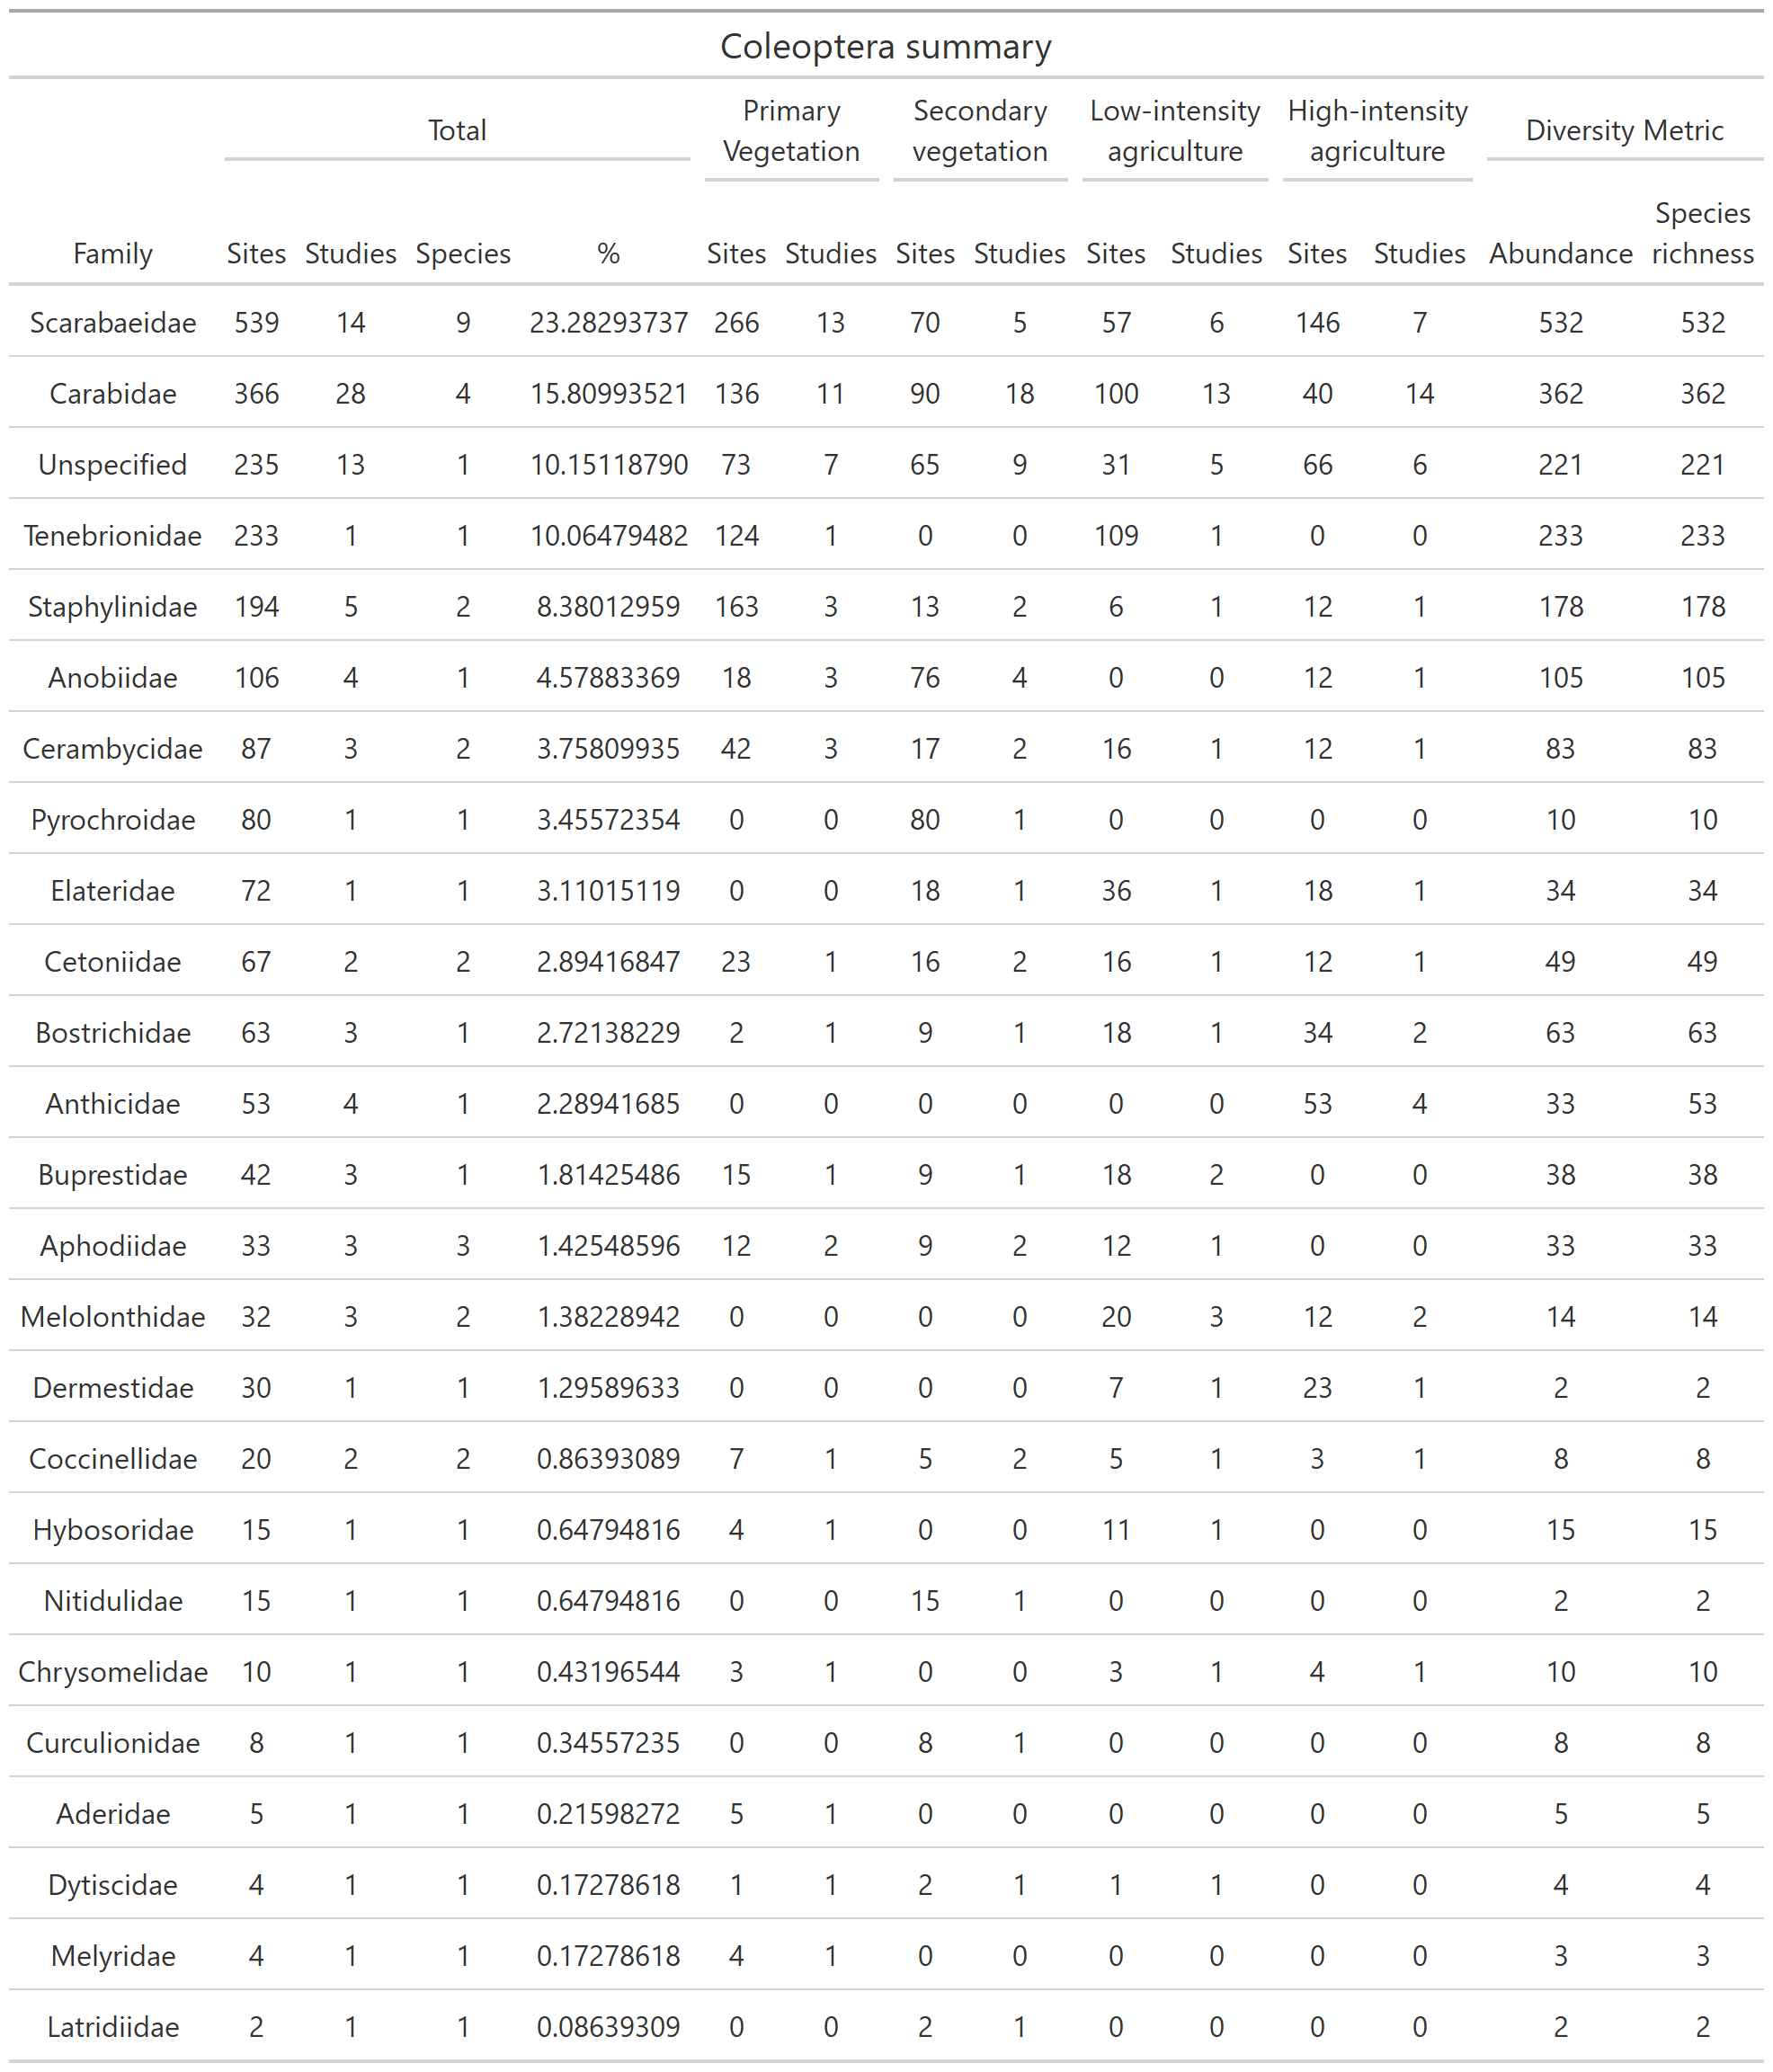 Coleoptera summary
Total Primary Vegetation Secondary vegetation Low-intensity agriculture High-intensity agriculture Diversity Metric
Family Sites Studies Species % Sites Studies Sites Studies Sites Studies Sites Studies Abundance Species richness
Scarabaeidae 539 14 9 23.28293737 266 13 70 5 57 6 146 7 532 532
Carabidae 366 28 4 15.80993521 136 11 90 18 100 13 40 14 362 362
Unspecified 235 13 1 10.15118790 73 7 65 9 31 5 66 6 221 221
Tenebrionidae 233 1 1 10.06479482 124 1 0 0 109 1 0 0 233 233
Staphylinidae 194 5 2 8.38012959 163 3 13 2 6 1 12 1 178 178
Anobiidae 106 4 1 4.57883369 18 3 76 4 0 0 12 1 105 105
Cerambycidae 87 3 2 3.75809935 42 3 17 2 16 1 12 1 83 83
Pyrochroidae 80 1 1 3.45572354 0 0 80 1 0 0 0 0 10 10
Elateridae 72 1 1 3.11015119 0 0 18 1 36 1 18 1 34 34
Cetoniidae 67 2 2 2.89416847 23 1 16 2 16 1 12 1 49 49
Bostrichidae 63 3 1 2.72138229 2 1 9 1 18 1 34 2 63 63
Anthicidae 53 4 1 2.28941685 0 0 0 0 0 0 53 4 33 53
Buprestidae 42 3 1 1.81425486 15 1 9 1 18 2 0 0 38 38
Aphodiidae 33 3 3 1.42548596 12 2 9 2 12 1 0 0 33 33
Melolonthidae 32 3 2 1.38228942 0 0 0 0 20 3 12 2 14 14
Dermestidae 30 1 1 1.29589633 0 0 0 0 7 1 23 1 2 2
Coccinellidae 20 2 2 0.86393089 7 1 5 2 5 1 3 1 8 8
Hybosoridae 15 1 1 0.64794816 4 1 0 0 11 1 0 0 15 15
Nitidulidae 15 1 1 0.64794816 0 0 15 1 0 0 0 0 2 2
Chrysomelidae 10 1 1 0.43196544 3 1 0 0 3 1 4 1 10 10
Curculionidae 8 1 1 0.34557235 0 0 8 1 0 0 0 0 8 8
Aderidae 5 1 1 0.21598272 5 1 0 0 0 0 0 0 5 5
Dytiscidae 4 1 1 0.17278618 1 1 2 1 1 1 0 0 4 4
Melyridae 4 1 1 0.17278618 4 1 0 0 0 0 0 0 3 3
Latridiidae 2 1 1 0.08639309 0 0 2 1 0 0 0 0 2 2